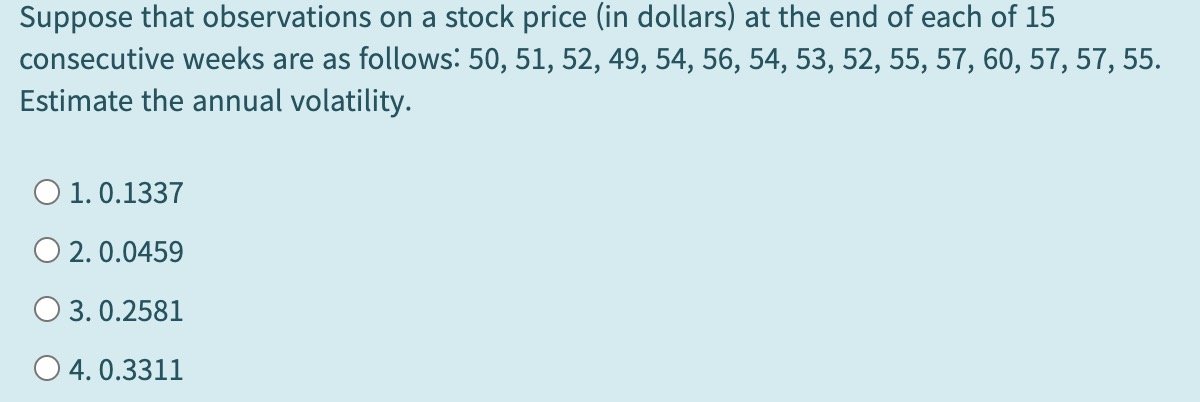 Suppose that observations on a stock price (in dollars) at the end of each of 15
consecutive weeks are as follows: 50, 51, 52, 49, 54, 56, 54, 53, 52, 55, 57, 60, 57, 57, 55.
Estimate the annual volatility.
1. 0.1337
2. 0.0459
3. 0.2581
4. 0.3311